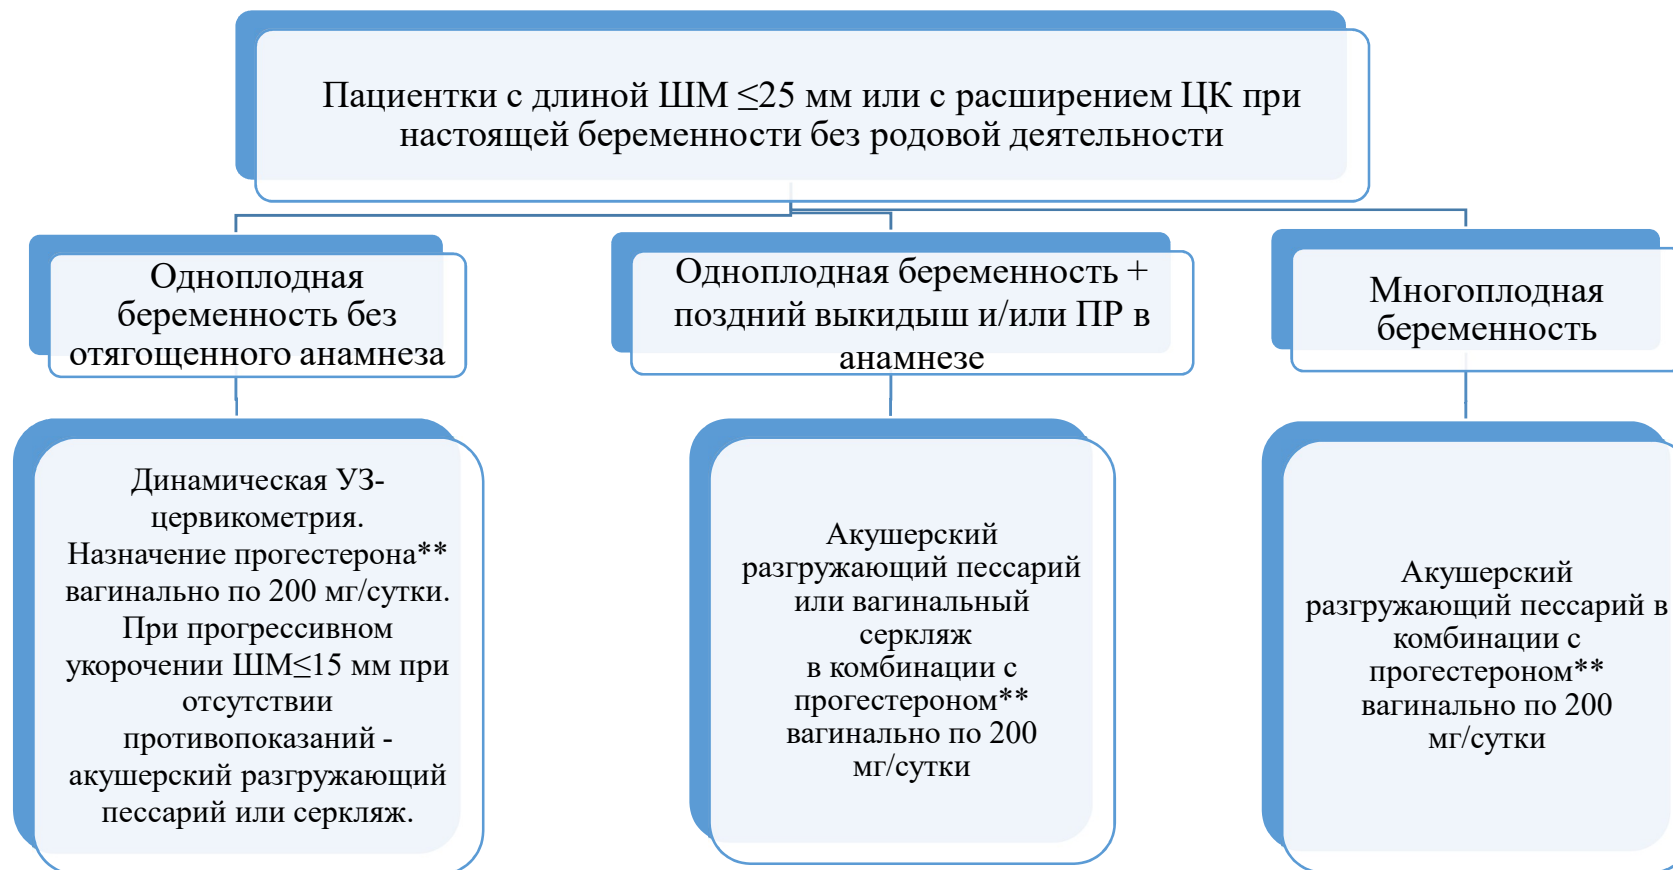 Пациентки с длиной ШМ ≤25 мм или с расширением ЦК при
настоящей беременности без родовой деятельности
Одноплодная
беременность без
отягощенного анамнеза
Динамическая УЗ-
цервикометрия.
Назначение прогестерона**
вагинально по 200 мг/сутки.
При прогрессивном
укорочении ШМ≤15 мм при
отсутствии
противопоказаний -
акушерский разгружающий
пессарий или серкляж.
Одноплодная беременность +
поздний выкидыш и/или ПР в
анамнезе
Акушерский
разгружающий пессарий
или вагинальный
серкляж
в комбинации с
прогестероном**
вагинально по 200
мг/сутки
Многоплодная
беременность
Акушерский
разгружающий пессарий в
комбинации с
прогестероном**
вагинально по 200
мг/сутки